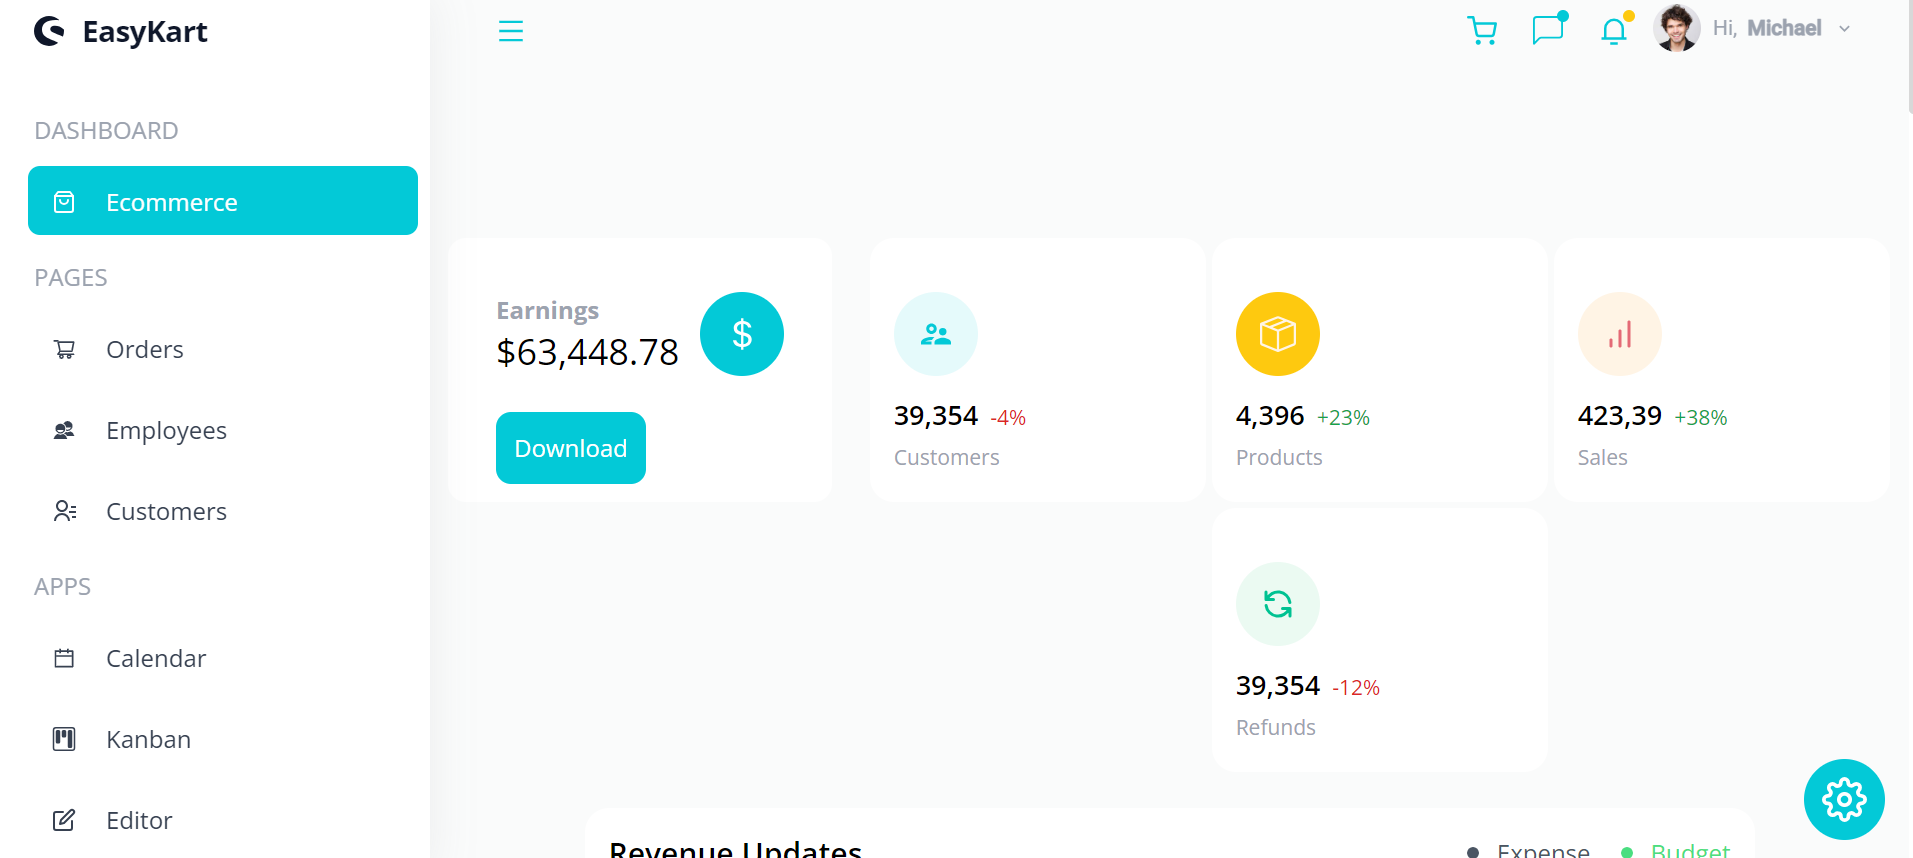 EasyKart
Hi, Michael
DASHBOARD
Ecommerce
PAGES
Orders
Employees
Customers
APPS
Calendar
Kanban
Editor
Earnings
$63,448.78
$
Download
39,354 -4%
Customers
4,396 +23%
Products
423,39 +38%
Sales
39,354 -12%
Refunds
Revenue Updates
Expense
Budget